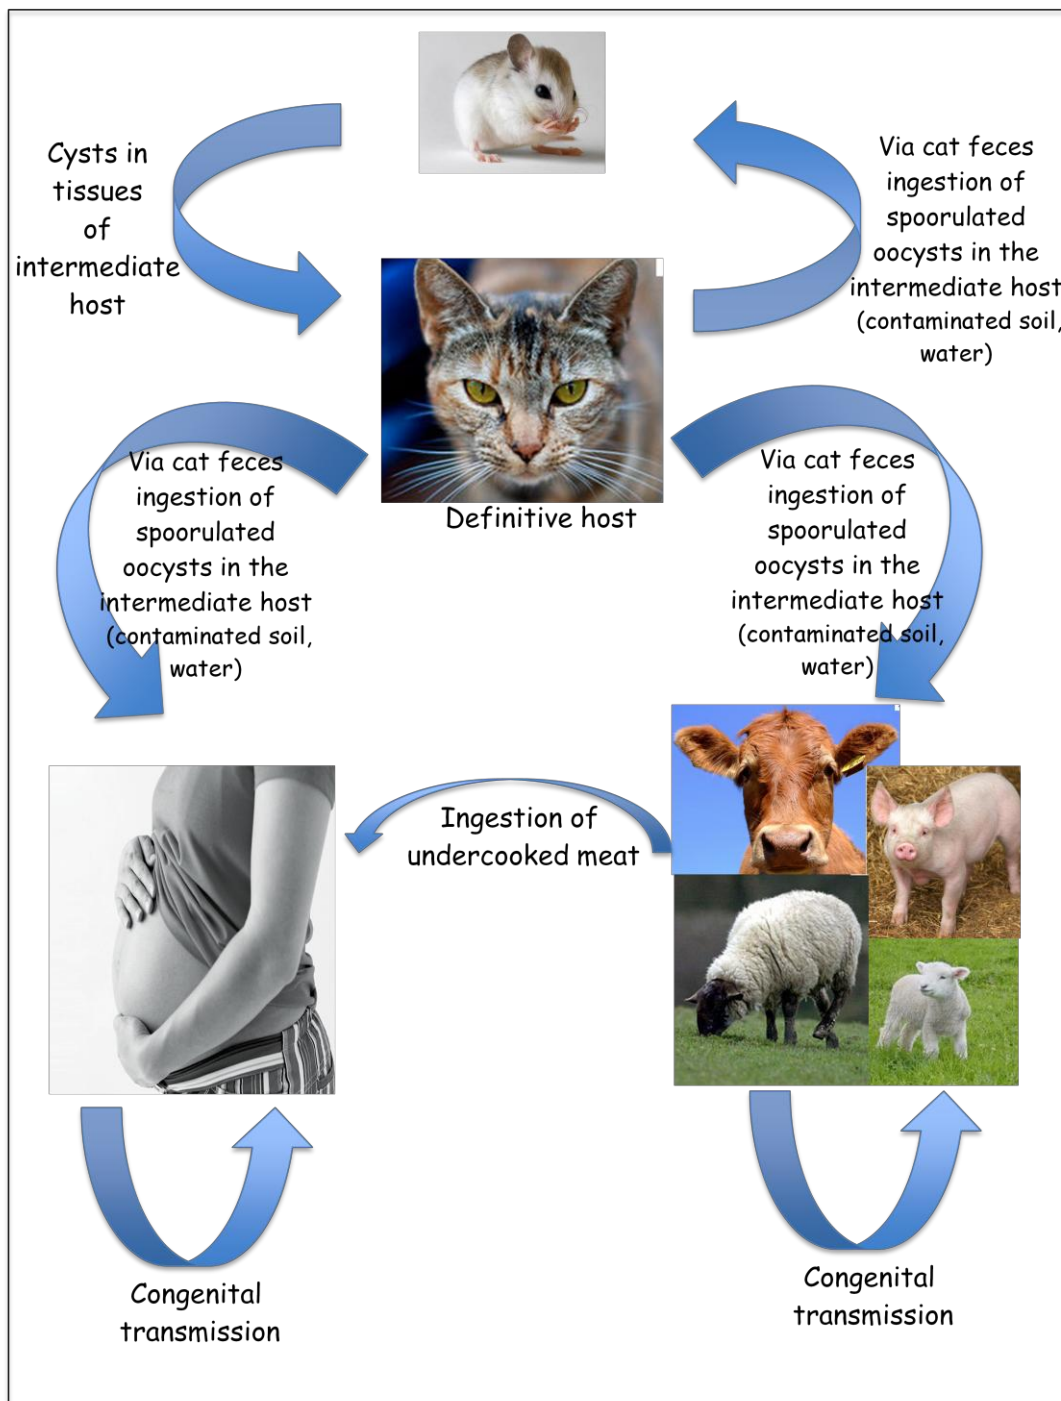 Cysts in
tissues
of
intermediate
host
Via cat feces
ingestion of
spoorulated
oocysts in the
intermediate host
(contaminated soil,
water)
Definitive host
Via cat feces
ingestion of
spoorulated
oocysts in the
intermediate host
(contaminated soil,
water)
Via cat feces
ingestion of
spoorulated
oocysts in the
intermediate host
(contaminated soil,
water)
Ingestion of
undercooked meat
Congenital
transmission
Congenital
transmission